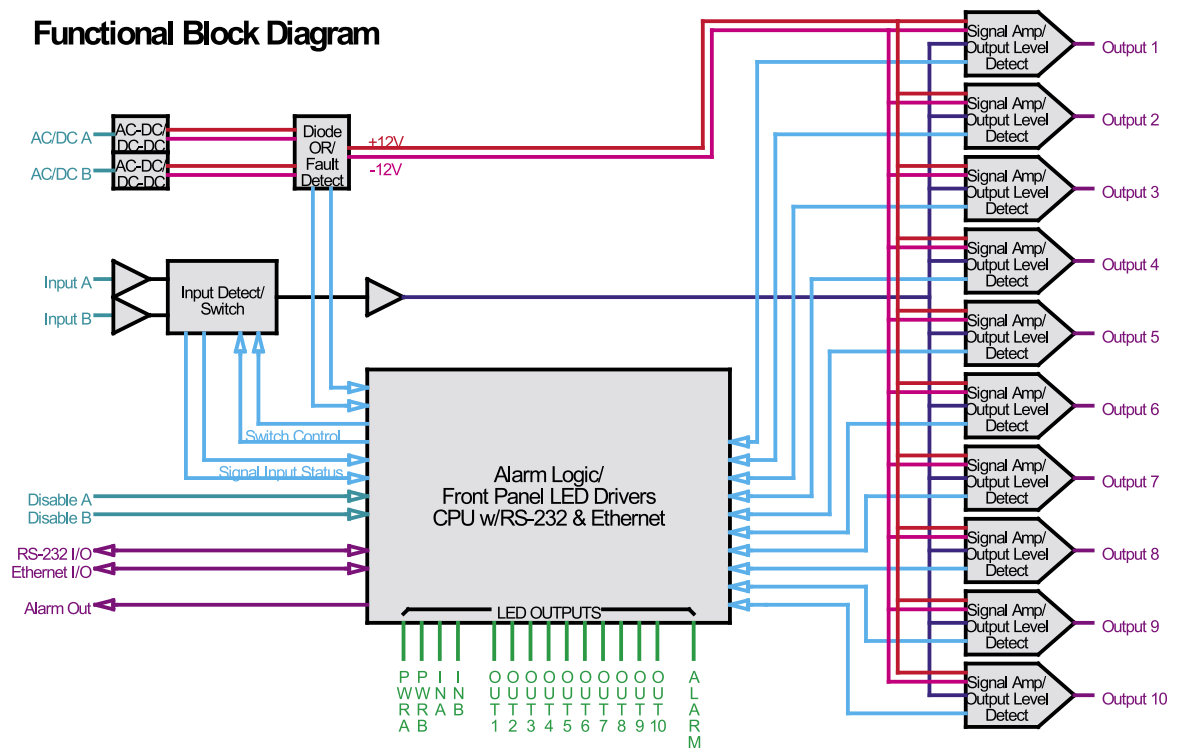 Functional Block Diagram
AC/DC A
AC/DC B
AC-DC/
DC-DC
AC-DC/
DC-DC
Diode
OR/
Fault
Detect
+12V
-12V
Input A
Input B
Input Detect/
Switch
Switch Control
Signal Input Status
Disable A
Disable B
RS-232 I/O
Ethernet I/O
Alarm Out
Alarm Logic/
Front Panel LED Drivers
CPU w/RS-232 & Ethernet
LED OUTPUTS
PWRA
PWRB
INA
INB
OUT1
OUT2
OUT3
OUT4
OUT5
OUT6
OUT7
OUT8
OUT9
OUT10
ALARM
Signal Amp/
Output Level
Detect
Output 1
Signal Amp/
Output Level
Detect
Output 2
Signal Amp/
Output Level
Detect
Output 3
Signal Amp/
Output Level
Detect
Output 4
Signal Amp/
Output Level
Detect
Output 5
Signal Amp/
Output Level
Detect
Output 6
Signal Amp/
Output Level
Detect
Output 7
Signal Amp/
Output Level
Detect
Output 8
Signal Amp/
Output Level
Detect
Output 9
Signal Amp/
Output Level
Detect
Output 10